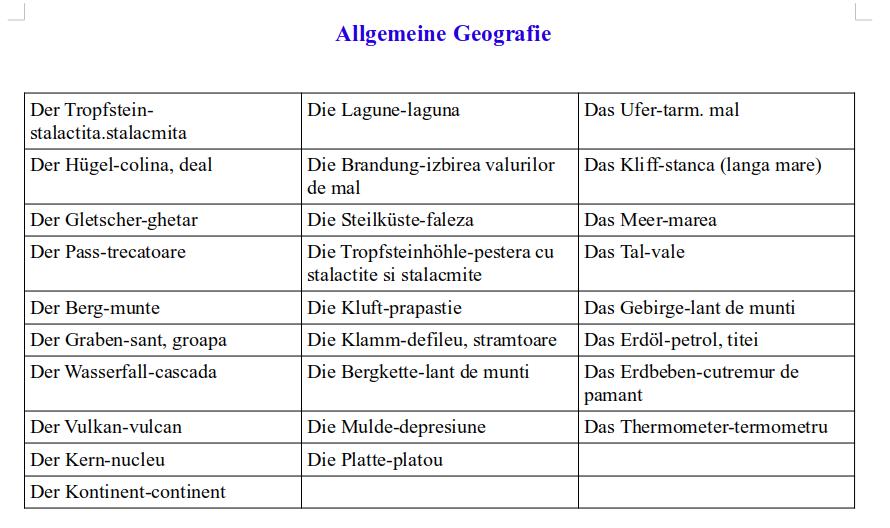 Allgemeine Geografie
Der Tropfstein-
stalactita.stalacmita
Die Lagune-laguna
Das Ufer-tarm. mal
Der Hügel-colina, deal
Die Brandung-izbirea valurilor
de mal
Das Kliff-stanca (langa mare)
Der Gletscher-ghetar
Die Steilküste-faleza
Das Meer-marea
Der Pass-trecatoare
Die Tropfsteinhöhle-pestera cu
stalactite si stalacmite
Das Tal-vale
Der Berg-munte
Die Kluft-prapastie
Das Gebirge-lant de munti
Der Graben-sant, groapa
Die Klamm-defileu, stramtoare
Das Erdöl-petrol, titei
Der Wasserfall-cascada
Die Bergkette-lant de munti
Das Erdbeben-cutremur de
pamant
Der Vulkan-vulcan
Die Mulde-depresiune
Das Thermometer-termometru
Der Kern-nucleu
Die Platte-platou
Der Kontinent-continent